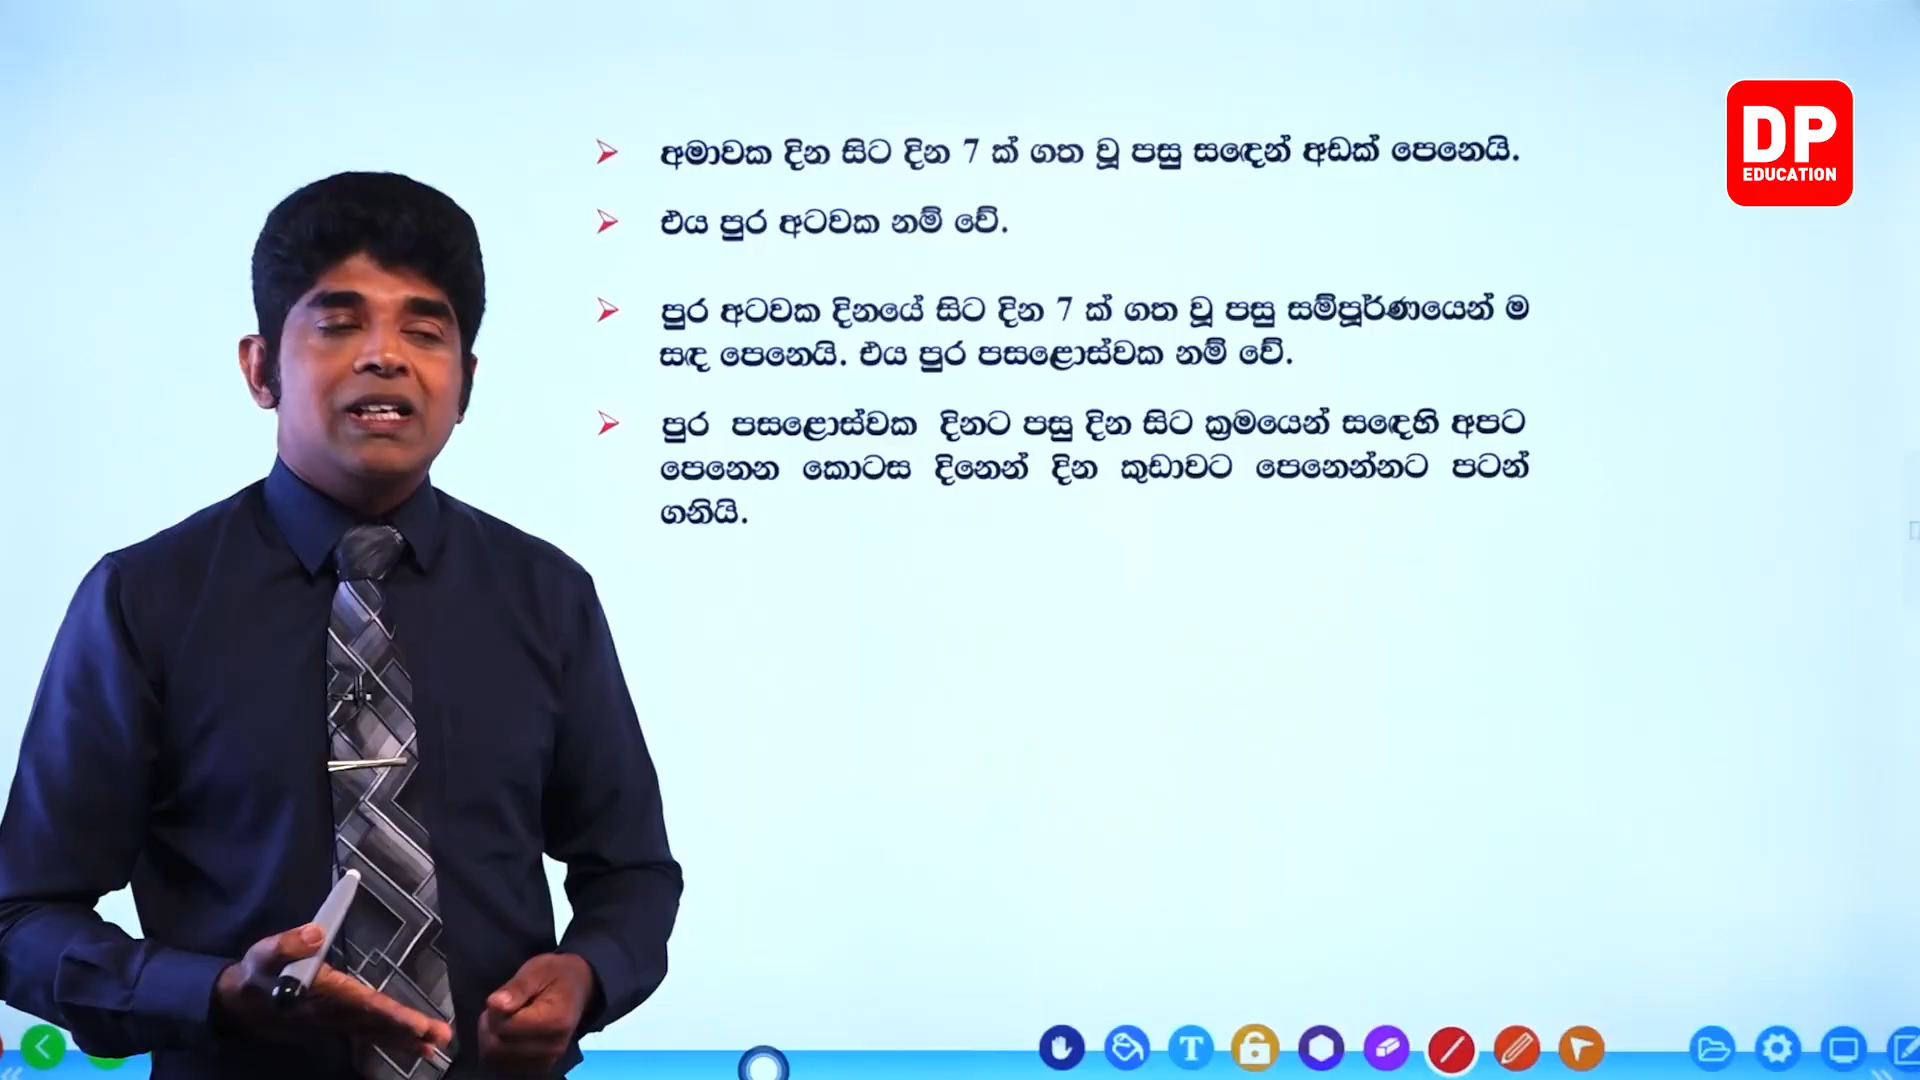 DP
EDUCATION
අමාවක දින සිට දින 7 ක් ගත වූ පසු සඳෙන් අඩක් පෙනෙයි.
එය පුර අටවක නම් වේ.
පුර අටවක දිනයේ සිට දින 7 ක් ගත වූ පසු සම්පූර්ණයෙන් ම
සඳ පෙනෙයි. එය පුර පසළොස්වක නම් වේ.
පුර පසළොස්වක දිනට පසු දින සිට ක්‍රමයෙන් සඳෙහි අපට
පෙනෙන කොටස දිනෙන් දින කුඩාවට පෙනෙන්නට පටන්
ගනියි.
T